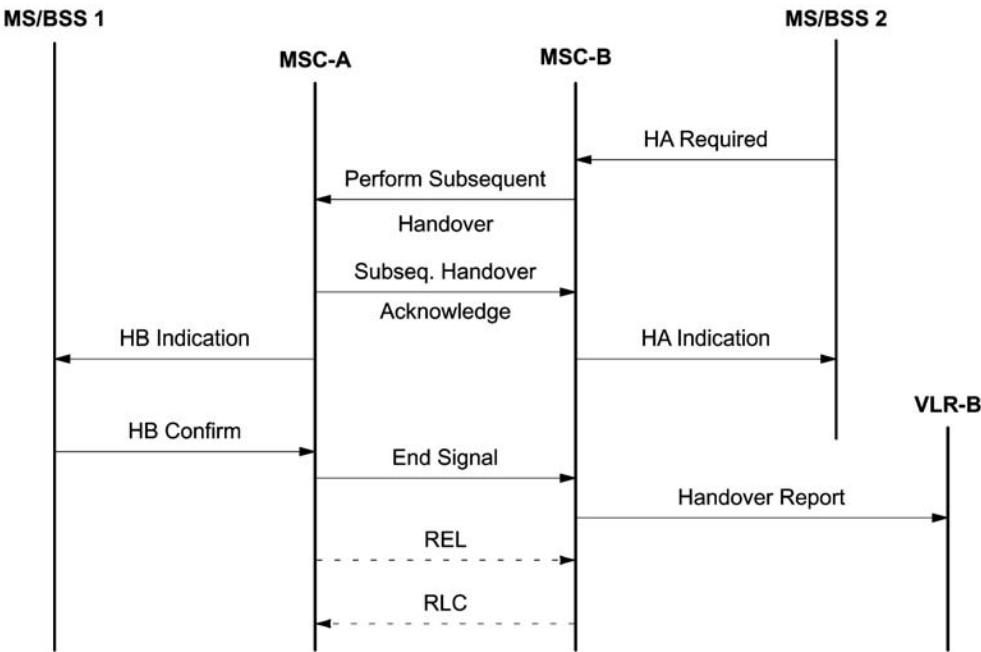 MS/BSS 1
MS/BSS 2
MSC-A
MSC-B
HA Required
Perform Subsequent
Handover
Subseq. Handover
Acknowledge
HB Indication
HA Indication
VLR-B
HB Confirm
End Signal
Handover Report
REL
RLC